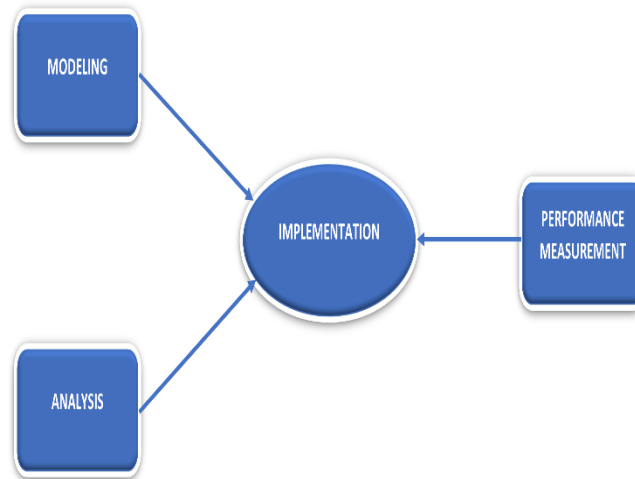 MODELING
IMPLEMENTATION
PERFORMANCE
MEASUREMENT
ANALYSIS